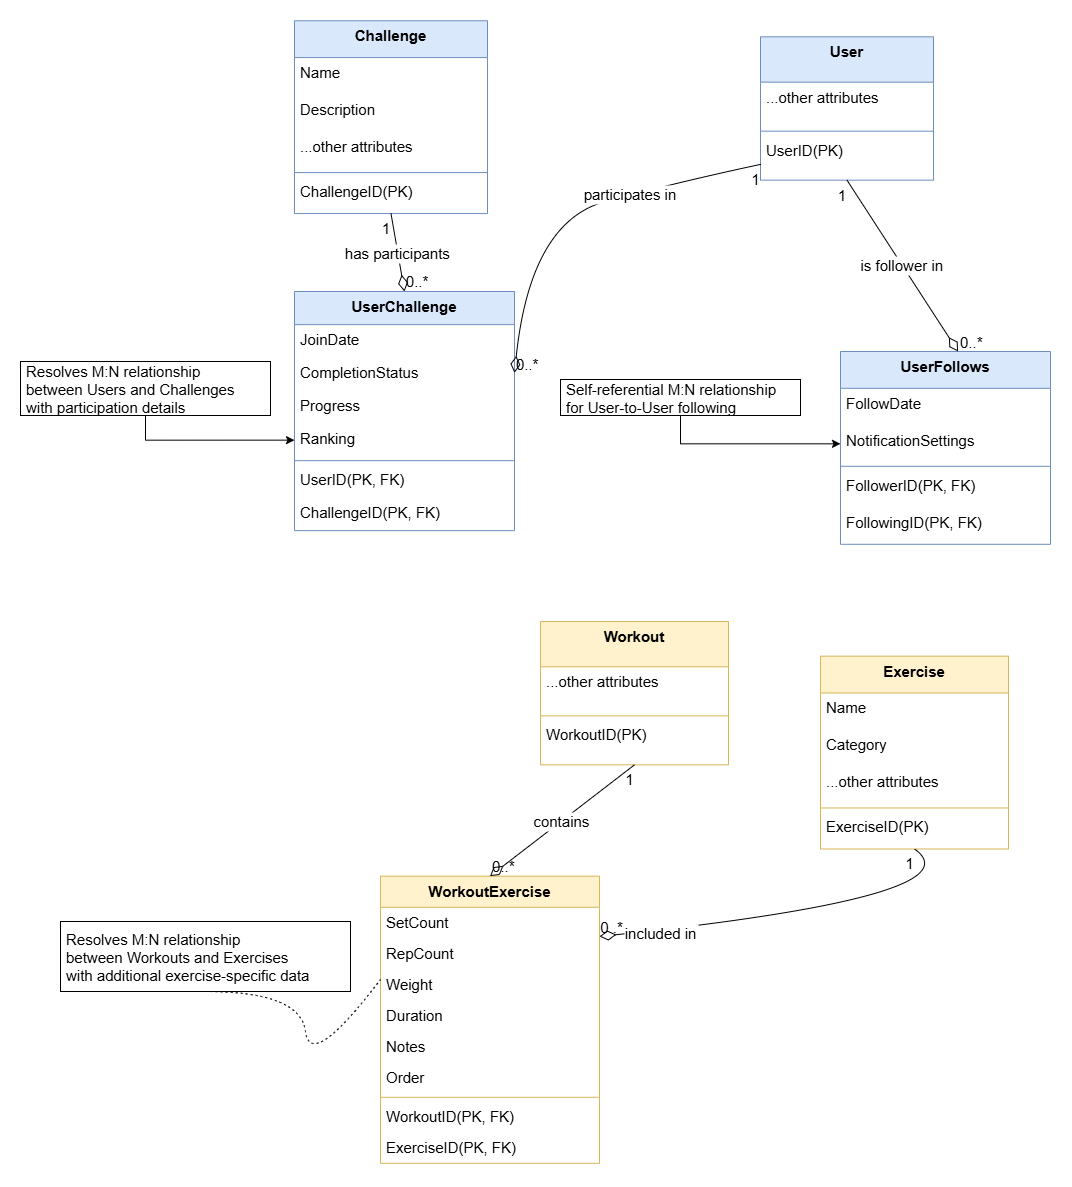 Challenge
Name
Description
...other attributes
ChallengeID(PK)
User
...other attributes
UserID(PK)
1
participates in
1
1
has participants
0..*
is follower in
0..*
UserChallenge
JoinDate
CompletionStatus
Progress
Ranking
UserID(PK, FK)
ChallengeID(PK, FK)
0..*
Resolves M:N relationship
between Users and Challenges
with participation details
Self-referential M:N relationship
for User-to-User following
UserFollows
FollowDate
NotificationSettings
FollowerID(PK, FK)
FollowingID(PK, FK)
Workout
...other attributes
WorkoutID(PK)
1
contains
0..*
Exercise
Name
Category
...other attributes
ExerciseID(PK)
1
included in
0..*
WorkoutExercise
SetCount
RepCount
Weight
Duration
Notes
Order
WorkoutID(PK, FK)
ExerciseID(PK, FK)
Resolves M:N relationship
between Workouts and Exercises
with additional exercise-specific data